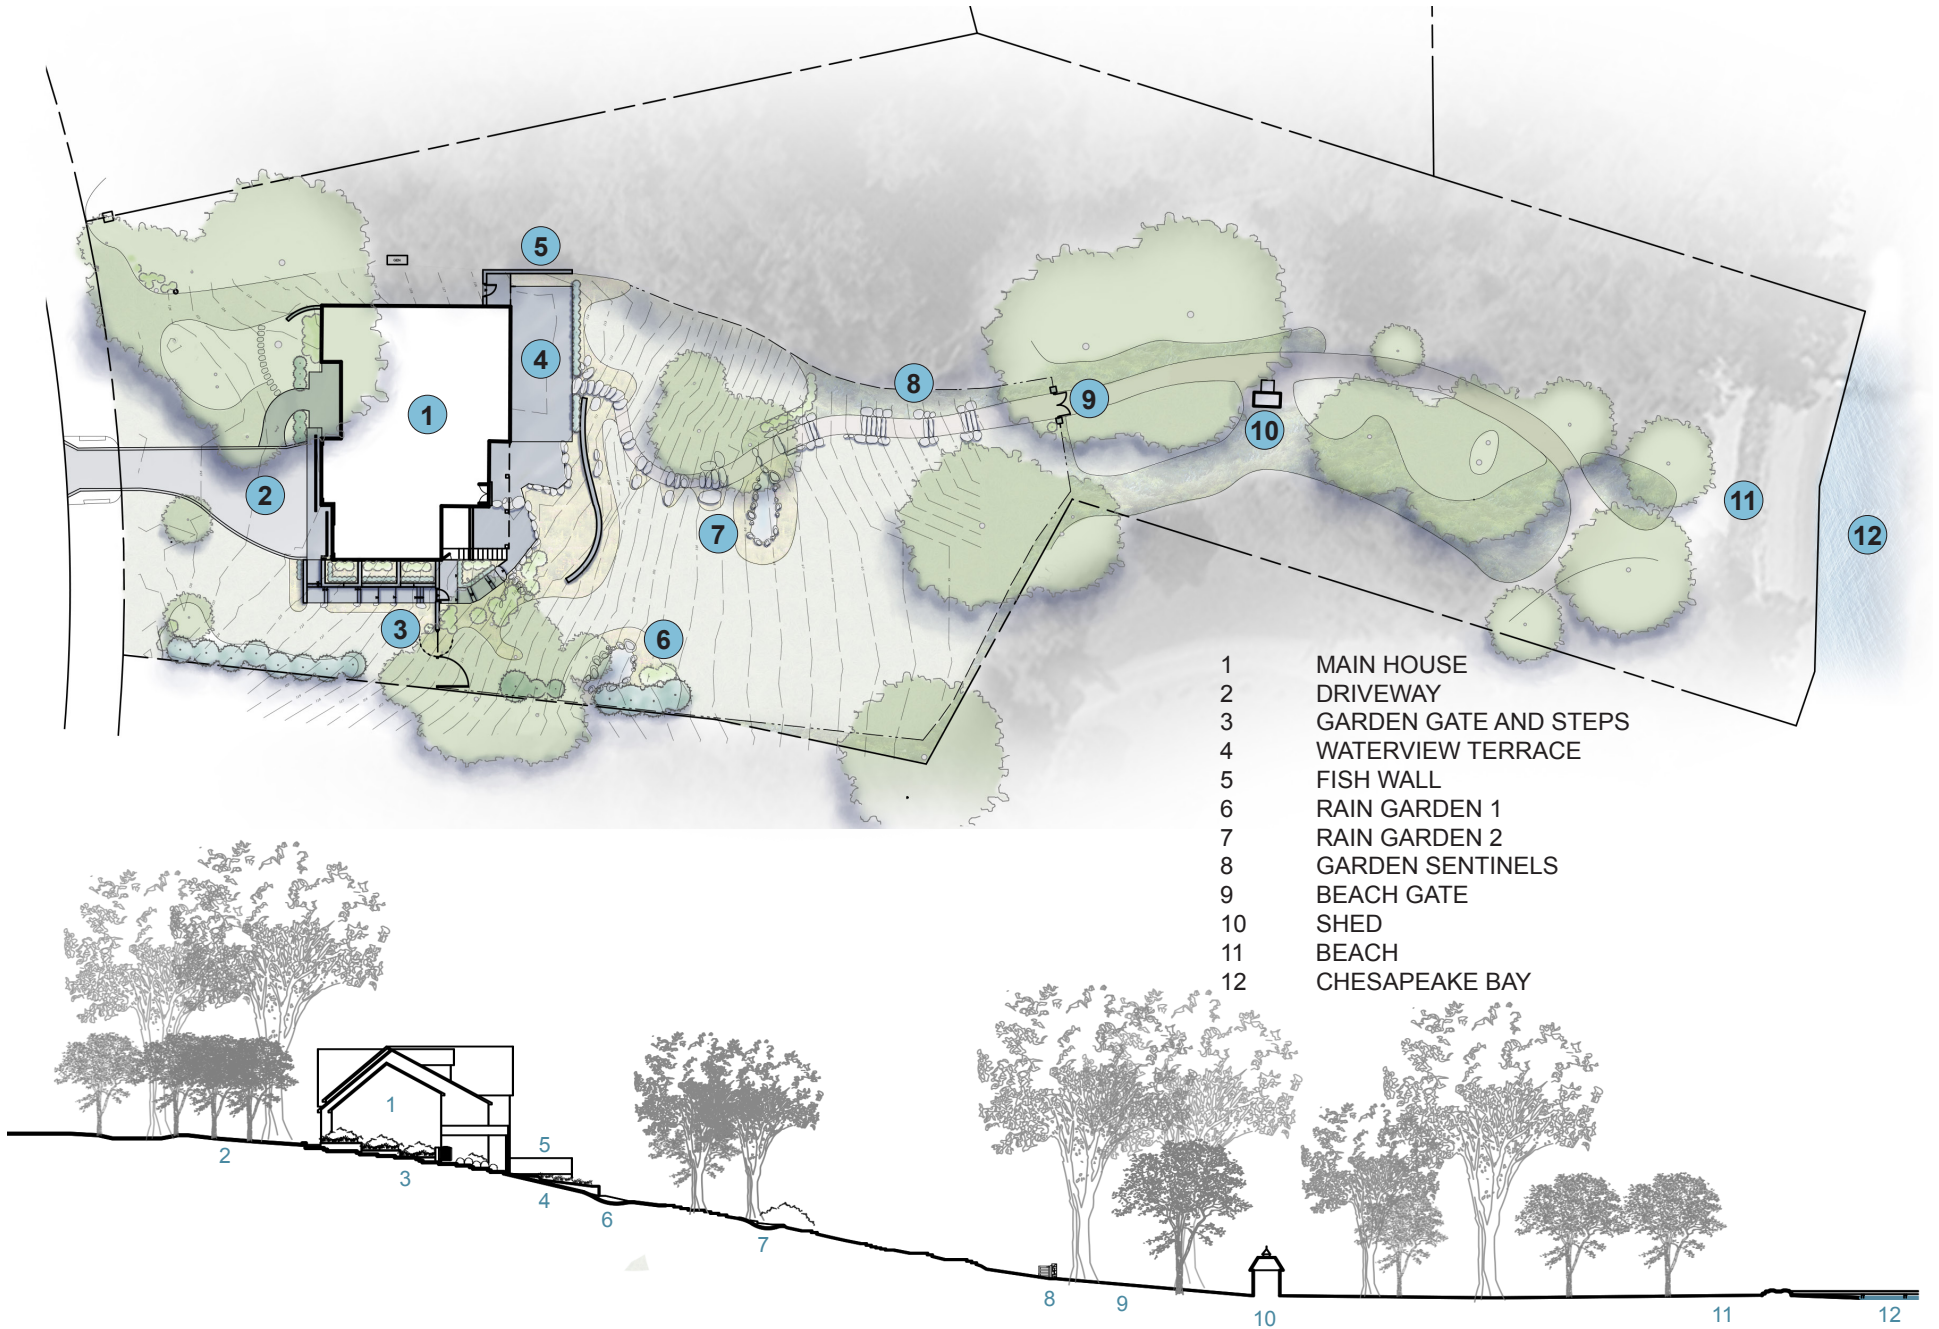 5
4
8
9
1
10
2
11
7
12
3
6
1 MAIN HOUSE
2 DRIVEWAY
3 GARDEN GATE AND STEPS
4 WATERVIEW TERRACE
5 FISH WALL
6 RAIN GARDEN 1
7 RAIN GARDEN 2
8 GARDEN SENTINELS
9 BEACH GATE
10 SHED
11 BEACH
12 CHESAPEAKE BAY
1
5
2
3
4
6
7
8
9
10
11
12